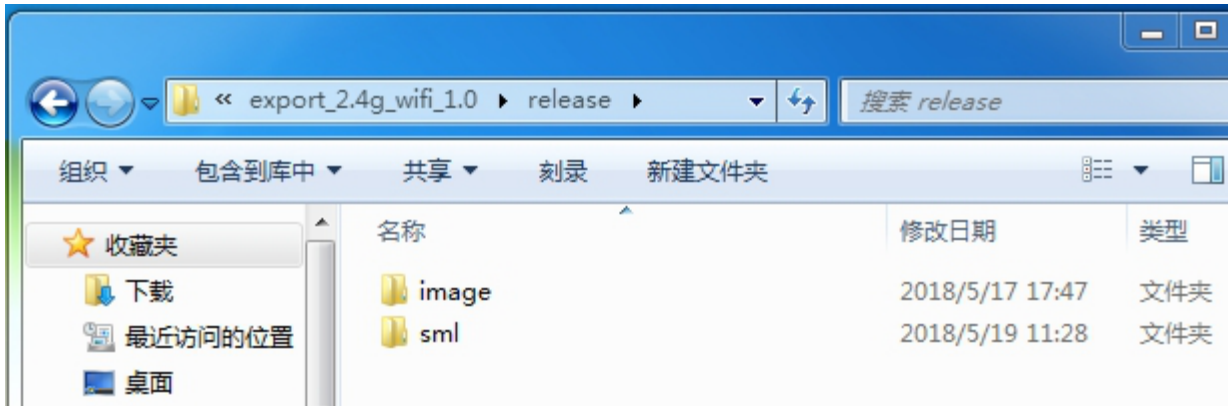 « export_2.4g_wifi_1.0 release 搜索 release
组织 包含到库中 共享 刻录 新建文件夹
收藏夹 名称 修改日期 类型
下载 image 2018/5/17 17:47 文件夹
最近访问的位置 sml 2018/5/19 11:28 文件夹
桌面